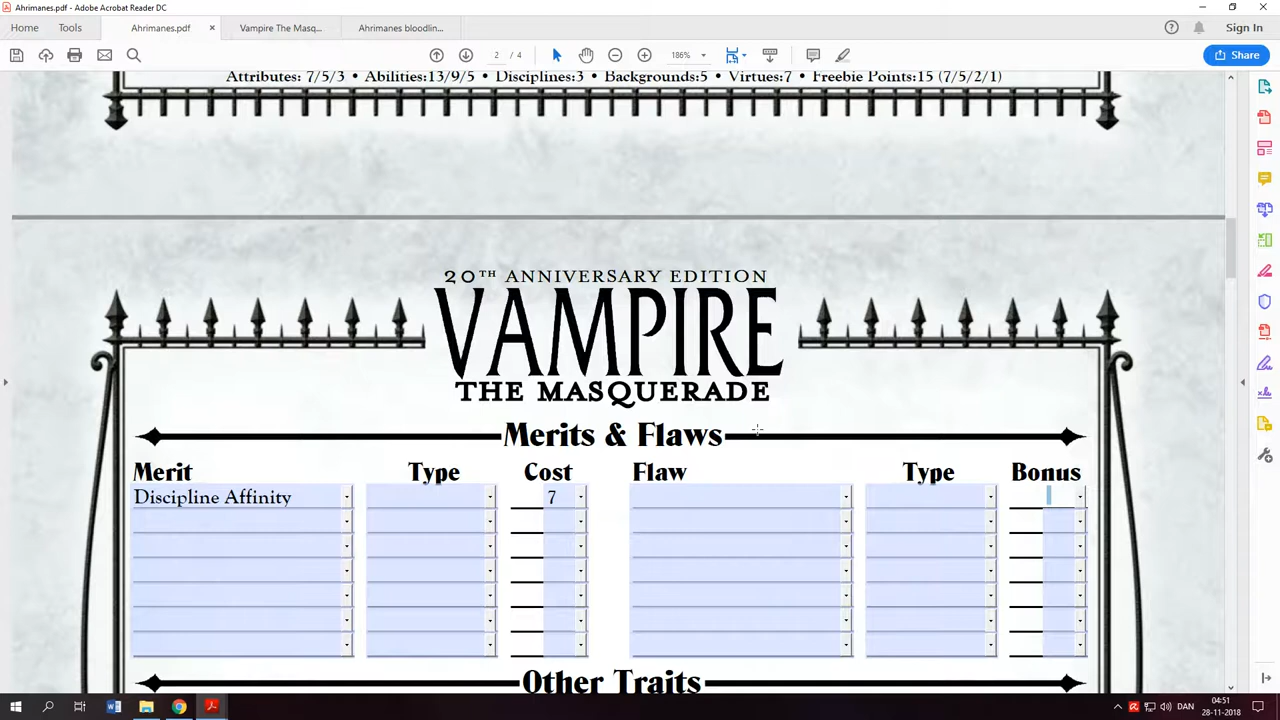 Ahrimanes.pdf - Adobe Acrobat Reader DC
Home Tools Ahrimanes.pdf × Vampire The Masq... Ahrimanes bloodlin... Sign In
2 / 4 186% Share
Attributes: 7/5/3 • Abilities:13/9/5 • Disciplines:3 • Backgrounds:5 • Virtues:7 • Freebie Points:15 (7/5/2/1)
20TH ANNIVERSARY EDITION
VAMPIRE
THE MASQUERADE
Merits & Flaws
Merit Type Cost Flaw Type Bonus
Discipline Affinity 7
Other Traits
DAN 04:51
28-11-2018